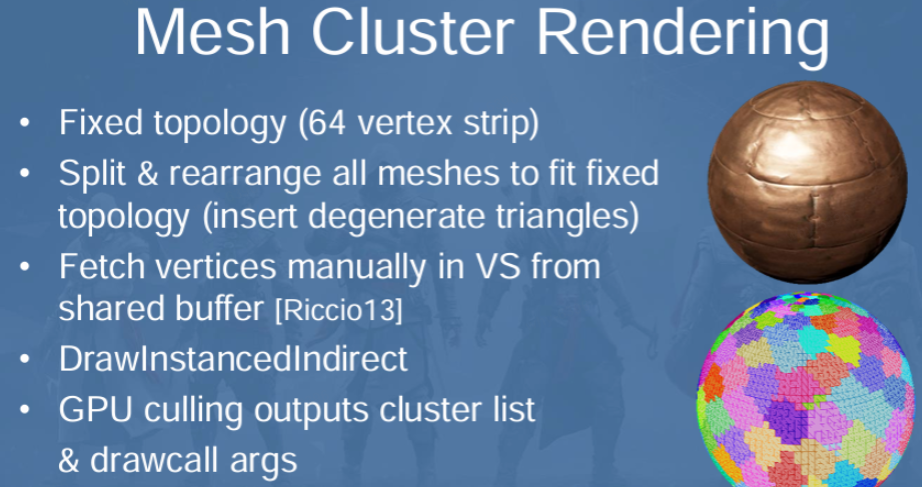 Mesh Cluster Rendering
• Fixed topology (64 vertex strip)
• Split & rearrange all meshes to fit fixed
topology (insert degenerate triangles)
• Fetch vertices manually in VS from
shared buffer [Riccio13]
• DrawInstancedIndirect
• GPU culling outputs cluster list
& drawcall args